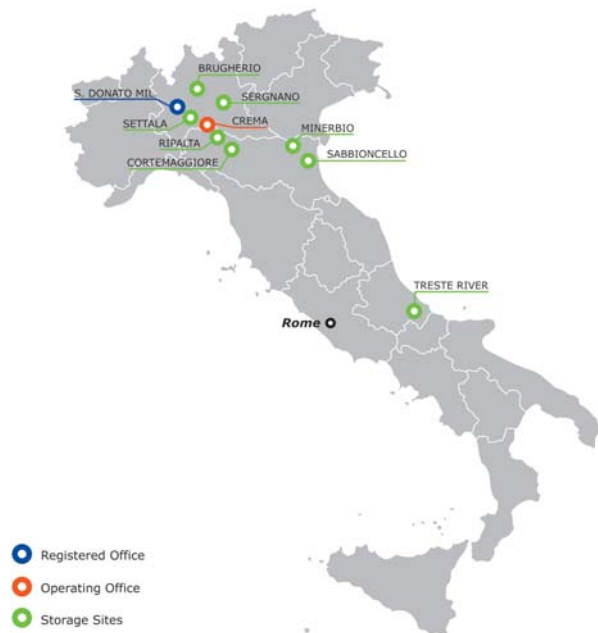 BRUGHERIO
S. DONATO MIL.
SERGNANO
SETTALA
CREMA
MINERBIO
RIPALTA
SABBIONCELLO
CORTEMAGGIORE
TRESTE RIVER
Rome
Registered Office
Operating Office
Storage Sites